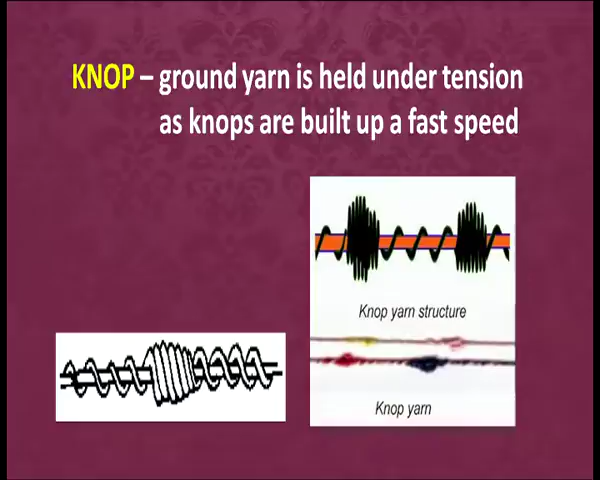 KNOP – ground yarn is held under tension
as knops are built up a fast speed
Knop yarn structure
Knop yarn